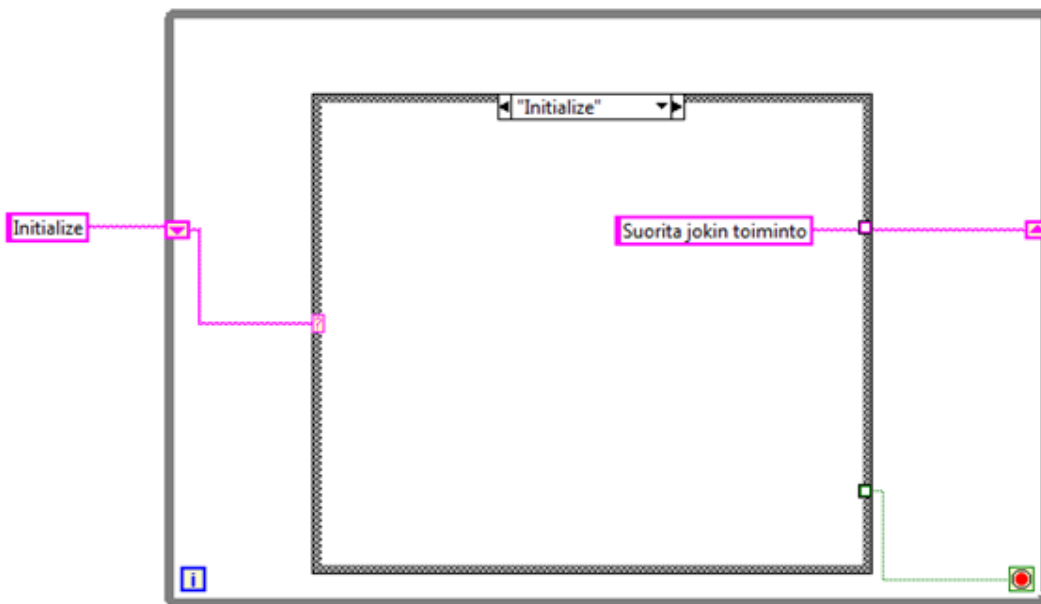 "Initialize"
Initialize
Suorita jokin toiminto
?
i